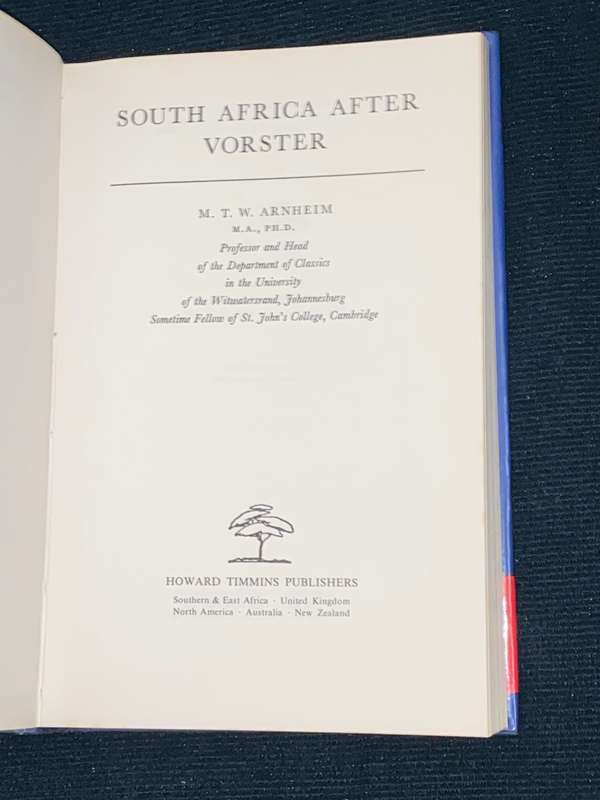 SOUTH AFRICA AFTER
VORSTER
M. T. W. ARNHEIM
M.A., PH.D.
Professor and Head
of the Department of Classics
in the University
of the Witwatersrand, Johannesburg
Sometime Fellow of St. John's College, Cambridge
HOWARD TIMMINS PUBLISHERS
Southern & East Africa · United Kingdom
North America · Australia · New Zealand